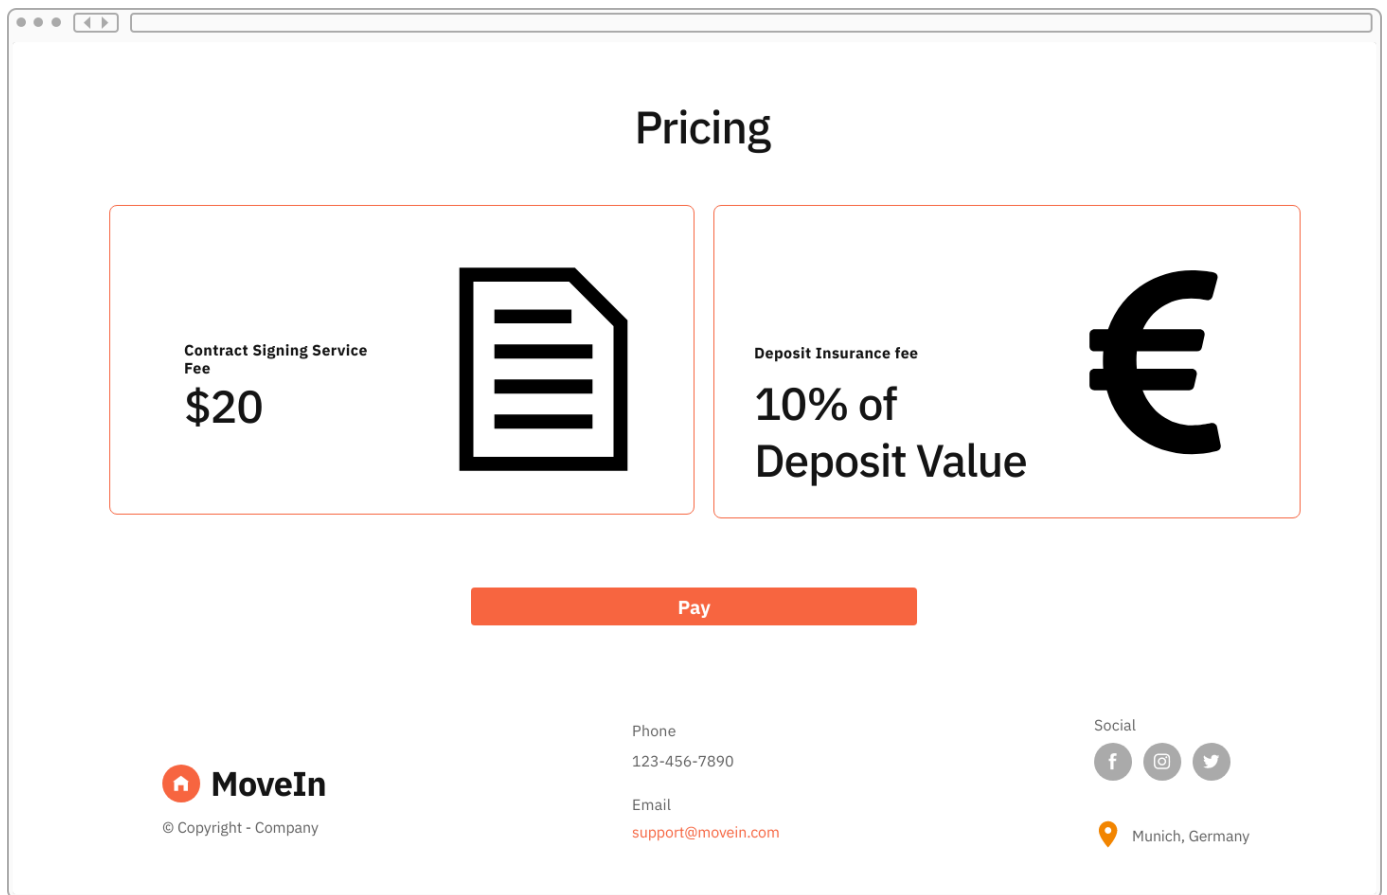 Pricing
Contract Signing Service
Fee
$20
Deposit Insurance fee
10% of
Deposit Value
Pay
MoveIn
© Copyright - Company
Phone
123-456-7890
Email
support@movein.com
Social
Munich, Germany